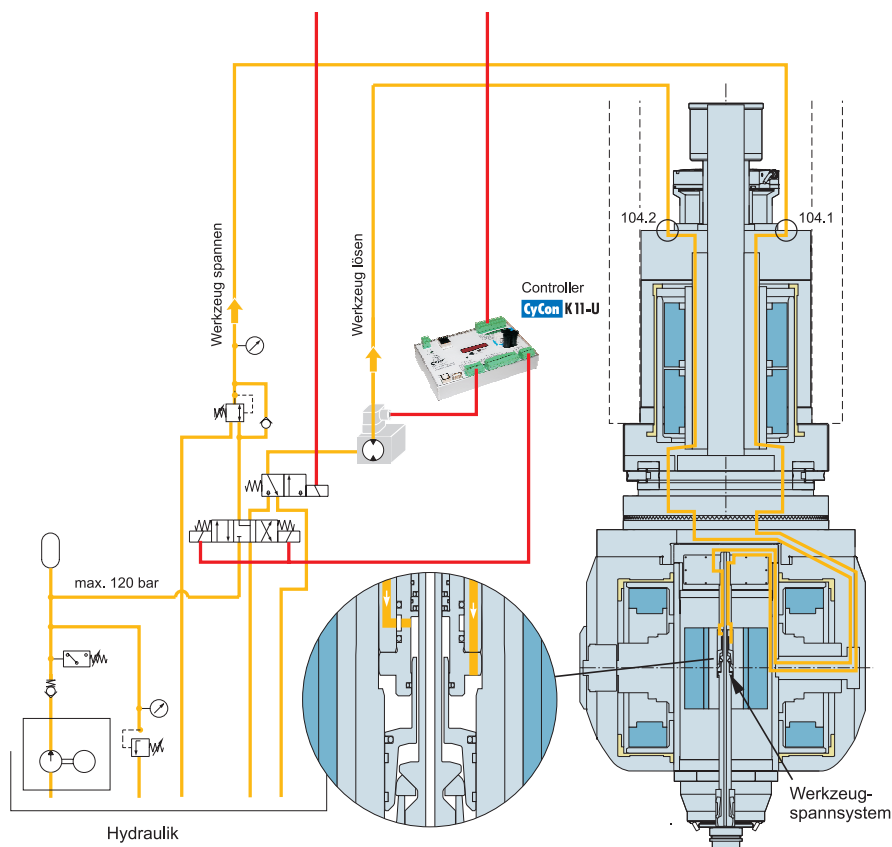 Werkzeug spannen
Werkzeug lösen
104.2
104.1
Controller
CyCon K11-U
max. 120 bar
Werkzeug-
spannsystem
Hydraulik